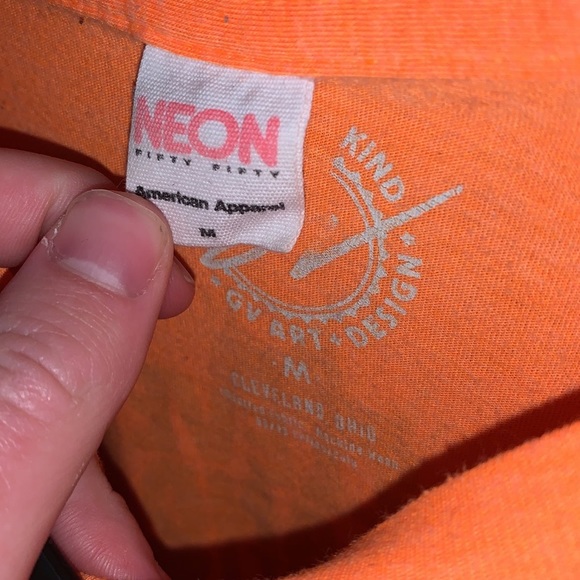 NEON
FIFTY FIFTY
American Apparel
M
KIND
GV ART + DESIGN +
M
CLEVELAND OHIO